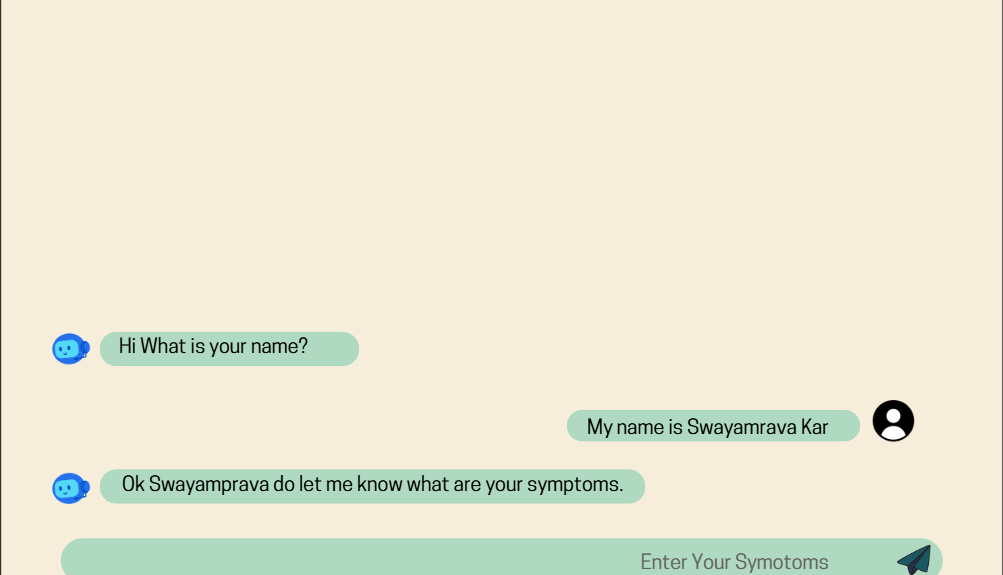 Hi What is your name?
My name is Swayamrava Kar
Ok Swayamprava do let me know what are your symptoms.
Enter Your Symotoms